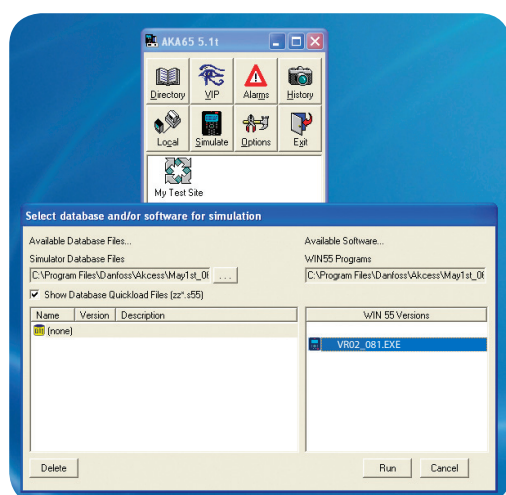 AKA65 5.1t
Directory VIP Alarms History
Local Simulate Options Exit
My Test Site
Select database and/or software for simulation
Available Database Files... Available Software...
Simulator Database Files WIN55 Programs
C:\Program Files\Danfoss\Akcess\May1st_0 ... C:\Program Files\Danfoss\Akcess\May1st_0
Show Database Quickload Files (zz*.s55)
Name Version Description WIN 55 Versions
(none)
VR02_081.EXE
Delete Run Cancel